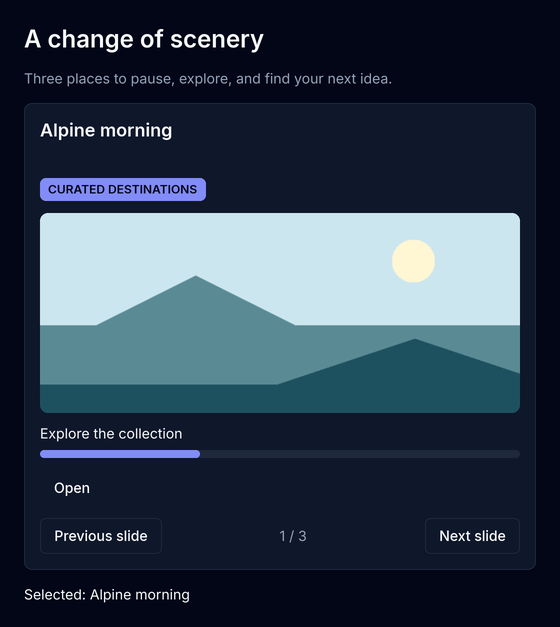 A change of scenery
Three places to pause, explore, and find your next idea.
Alpine morning
CURATED DESTINATIONS
Explore the collection
Open
Previous slide
1 / 3
Next slide
Selected: Alpine morning